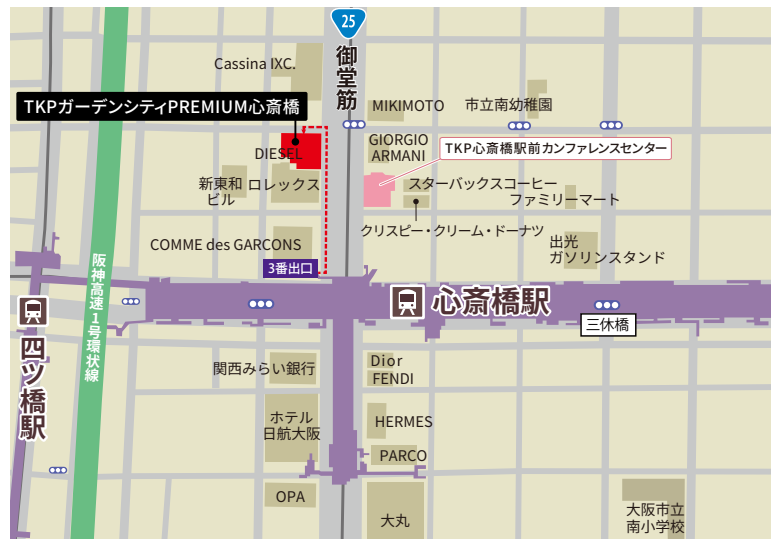 25
御堂筋
Cassina IXC.
TKPガーデンシティPREMIUM心斎橋
MIKIMOTO
市立南幼稚園
DIESEL
GIORGIO
ARMANI
TKP心斎橋駅前カンファレンスセンター
新東和
ビル
ロレックス
スターバックスコーヒー
ファミリーマート
クリスピー・クリーム・ドーナツ
COMME des GARCONS
出光
ガソリンスタンド
3番出口
阪神高速1号環状線
心斎橋駅
三休橋
四ツ橋駅
関西みらい銀行
Dior
FENDI
ホテル
日航大阪
HERMES
PARCO
OPA
大丸
大阪市立
南小学校